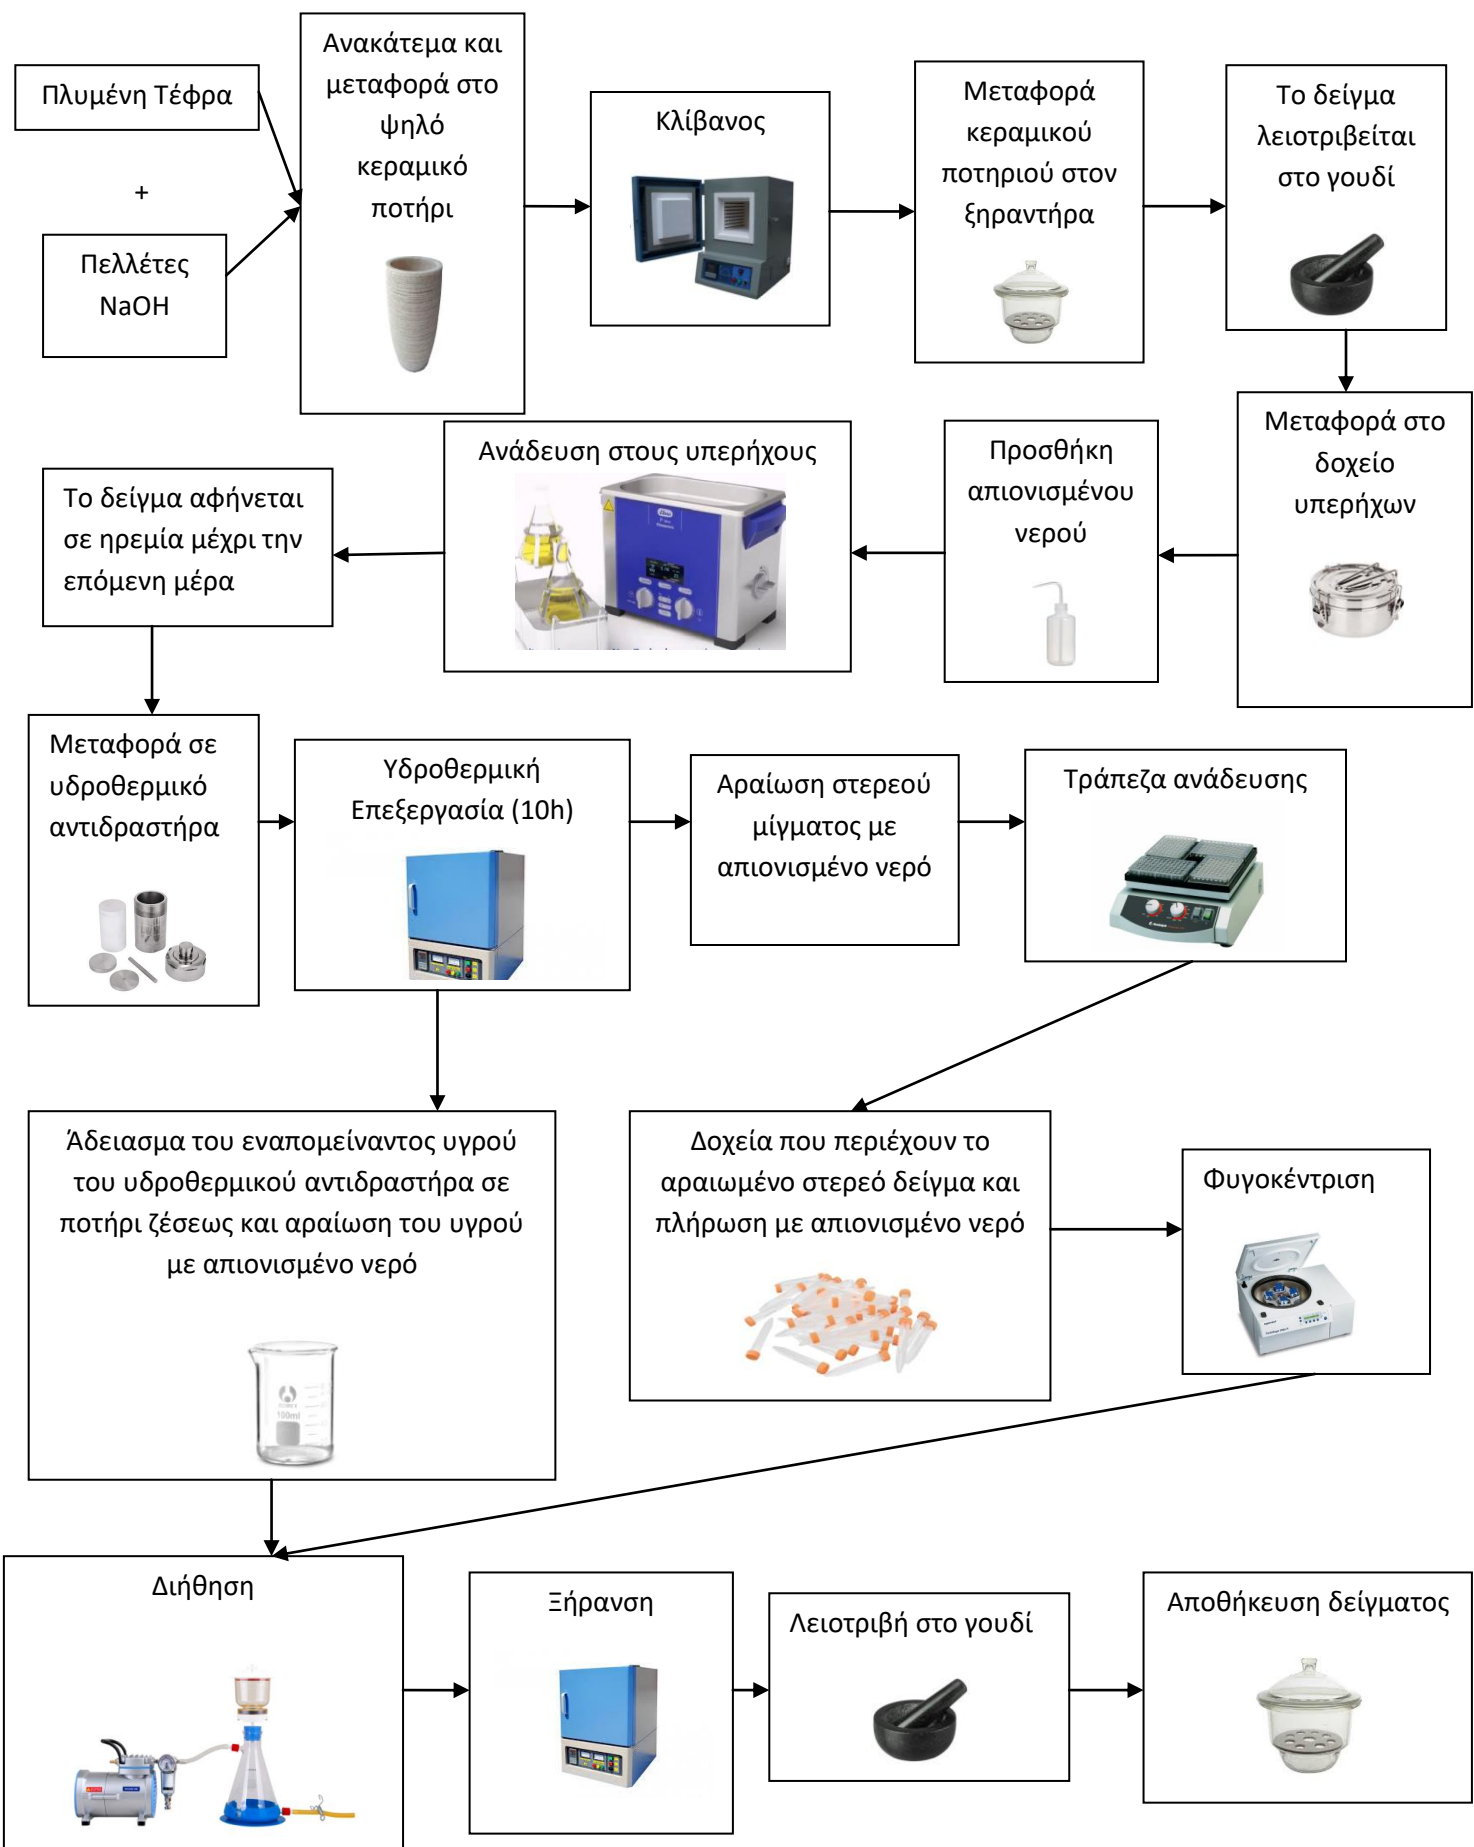 Πλυμένη Τέφρα
+
Πελλέτες
NaOH
Ανακάτεμα και
μεταφορά στο
ψηλό
κεραμικό
ποτήρι
Κλίβανος
Μεταφορά
κεραμικού
ποτηριού στον
ξηραντήρα
Το δείγμα
λειοτριβείται
στο γουδί
Μεταφορά στο
δοχείο
υπερήχων
Προσθήκη
απιονισμένου
νερού
Ανάδευση στους υπερήχους
Το δείγμα αφήνεται
σε ηρεμία μέχρι την
επόμενη μέρα
Μεταφορά σε
υδροθερμικό
αντιδραστήρα
Υδροθερμική
Επεξεργασία (10h)
Αραίωση στερεού
μίγματος με
απιονισμένο νερό
Τράπεζα ανάδευσης
Άδειασμα του εναπομείναντος υγρού
του υδροθερμικού αντιδραστήρα σε
ποτήρι ζέσεως και αραίωση του υγρού
με απιονισμένο νερό
100ml
Δοχεία που περιέχουν το
αραιωμένο στερεό δείγμα και
πλήρωση με απιονισμένο νερό
Φυγοκέντριση
Διήθηση
Ξήρανση
Λειοτριβή στο γουδί
Αποθήκευση δείγματος